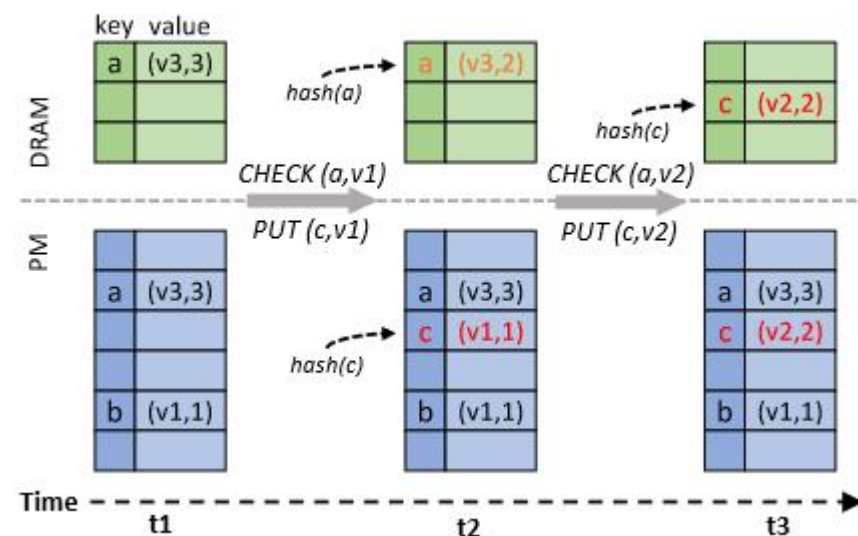 key value
a (v3,3)
a (v3,2)
hash(a)
c (v2,2)
hash(c)
DRAM
CHECK (a,v1)
CHECK (a,v2)
PUT (c,v1)
PUT (c,v2)
PM
a (v3,3)
a (v3,3)
a (v3,3)
c (v1,1)
c (v2,2)
hash(c)
b (v1,1)
b (v1,1)
b (v1,1)
Time
t1
t2
t3